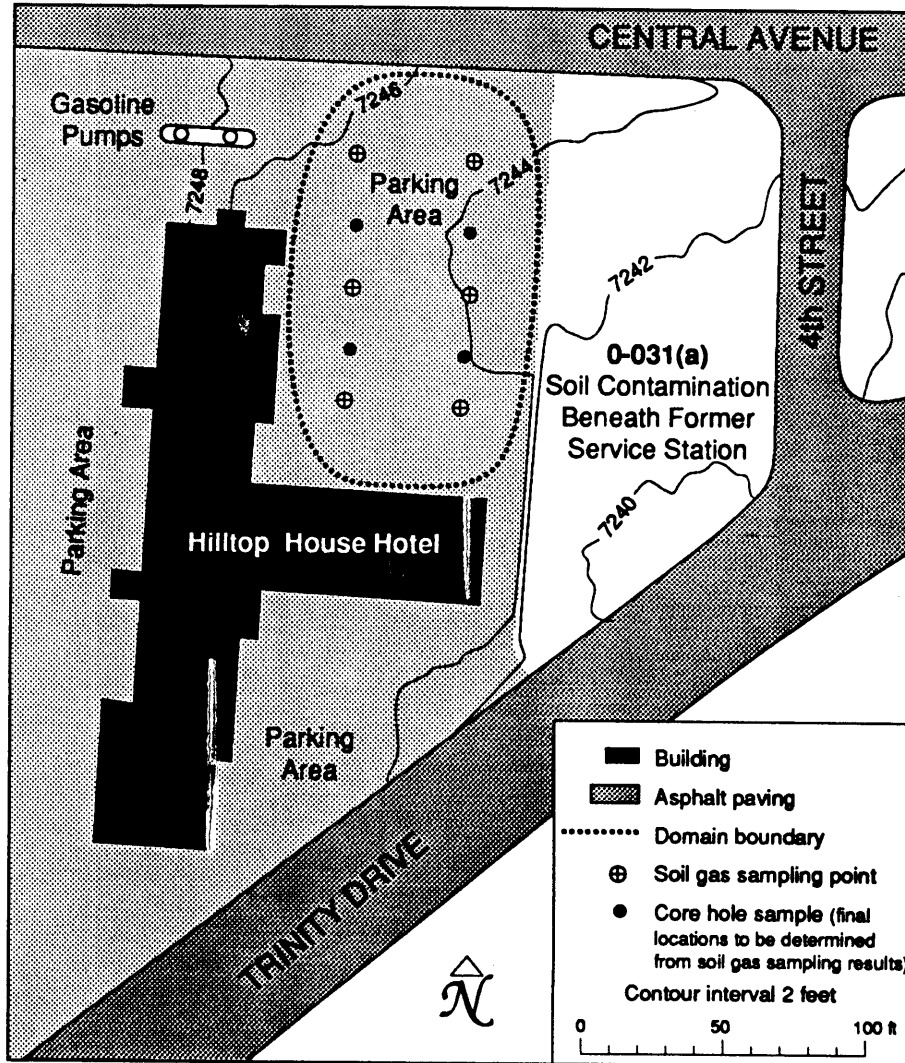 CENTRAL AVENUE
Gasoline
Pumps
7246
7248
Parking
Area
7244
7242
4th STREET
0-031(a)
Soil Contamination
Beneath Former
Service Station
Parking Area
7240
Hilltop House Hotel
Parking
Area
TRINITY DRIVE
N
Building
Asphalt paving
Domain boundary
Soil gas sampling point
Core hole sample (final
locations to be determined
from soil gas sampling results)
Contour interval 2 feet
0 50 100 ft